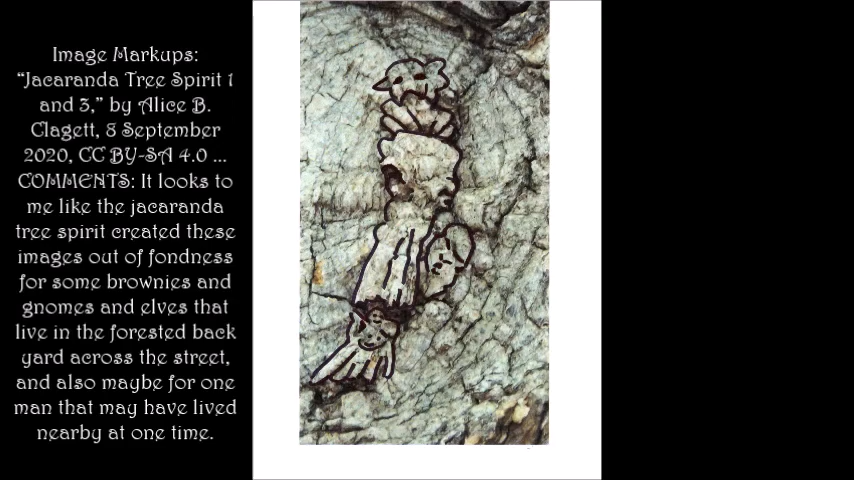 Image Markups:
“Jacaranda Tree Spirit 1
and 3,” by Alice B.
Clagett, 8 September
2020, CC BY-SA 4.0 ...
COMMENTS: It looks to
me like the jacaranda
tree spirit created these
images out of fondness
for some brownies and
gnomes and elves that
live in the forested back
yard across the street,
and also maybe for one
man that may have lived
nearby at one time.